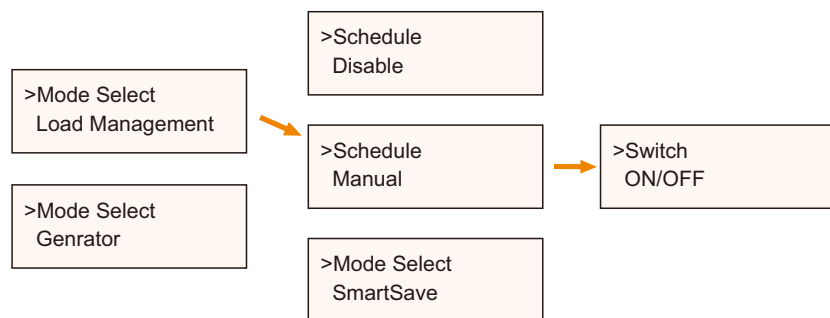 >Mode Select
Load Management
>Mode Select
Genrator
>Schedule
Disable
>Schedule
Manual
>Mode Select
SmartSave
>Switch
ON/OFF